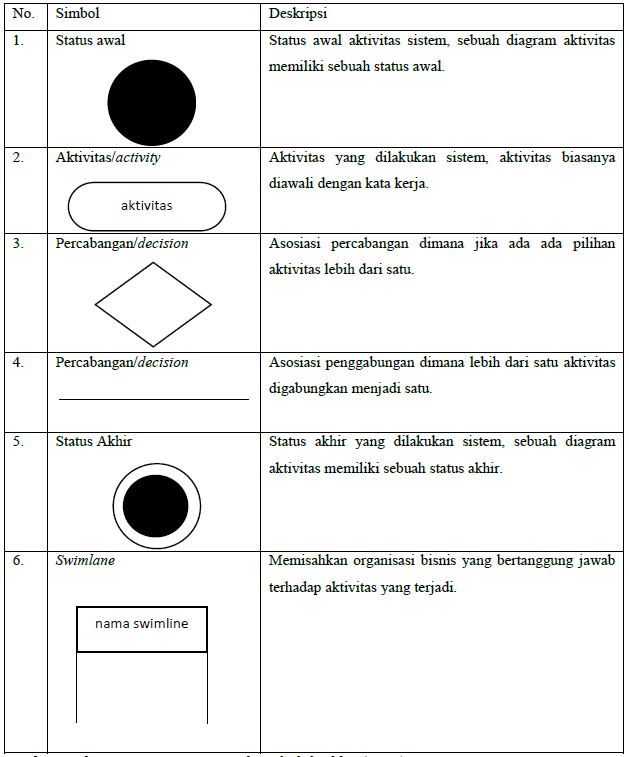 No. Simbol Deskripsi
1. Status awal Status awal aktivitas sistem, sebuah diagram aktivitas
memiliki sebuah status awal.
2. Aktivitas/activity Aktivitas yang dilakukan sistem, aktivitas biasanya
diawali dengan kata kerja.
aktivitas
3. Percabangan/decision Asosiasi percabangan dimana jika ada ada pilihan
aktivitas lebih dari satu.
4. Percabangan/decision Asosiasi penggabungan dimana lebih dari satu aktivitas
digabungkan menjadi satu.
5. Status Akhir Status akhir yang dilakukan sistem, sebuah diagram
aktivitas memiliki sebuah status akhir.
6. Swimlane Memisahkan organisasi bisnis yang bertanggung jawab
terhadap aktivitas yang terjadi.
nama swimline